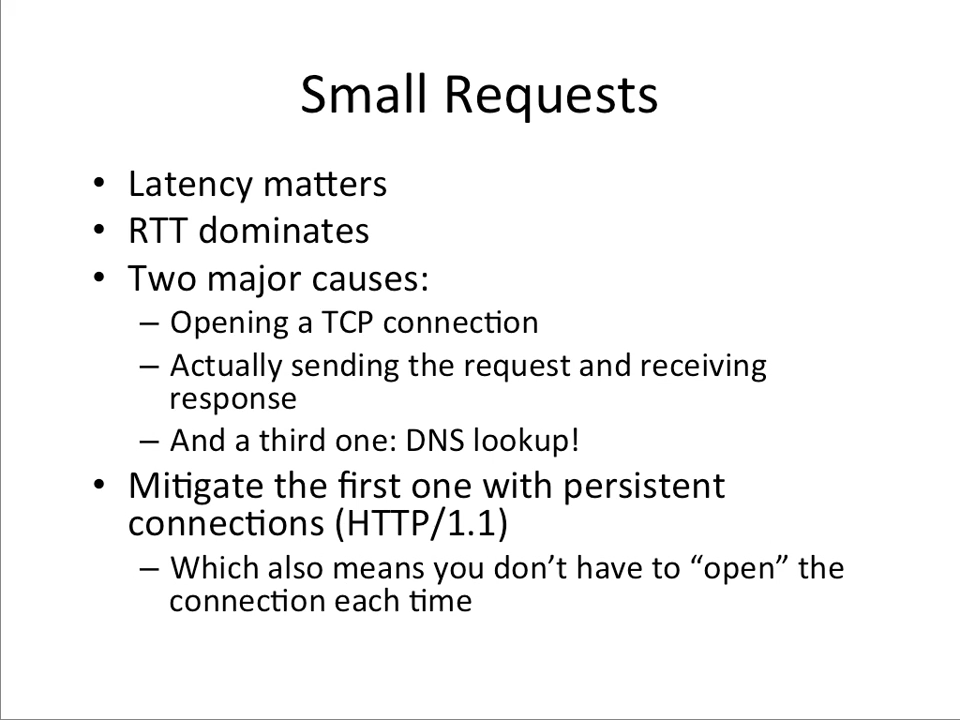 Small Requests
• Latency matters
• RTT dominates
• Two major causes:
– Opening a TCP connection
– Actually sending the request and receiving
response
– And a third one: DNS lookup!
• Mitigate the first one with persistent
connections (HTTP/1.1)
– Which also means you don’t have to “open” the
connection each time